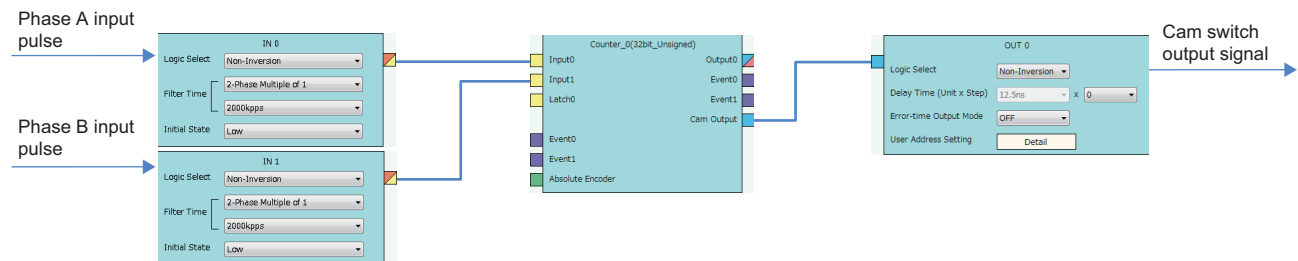 Phase A input
pulse
IN 0
Logic Select Non-Inversion
Filter Time 2-Phase Multiple of 1
2000kpps
Initial State Low
Phase B input
pulse
IN 1
Logic Select Non-Inversion
Filter Time 2-Phase Multiple of 1
2000kpps
Initial State Low
Counter_0(32bit_Unsigned)
Input0 Output0
Input1 Event0
Latch0 Event1
Cam Output
Event0
Event1
Absolute Encoder
OUT 0
Logic Select Non-Inversion
Delay Time (Unit x Step) 12.5ns x 0
Error-time Output Mode OFF
User Address Setting Detail
Cam switch
output signal